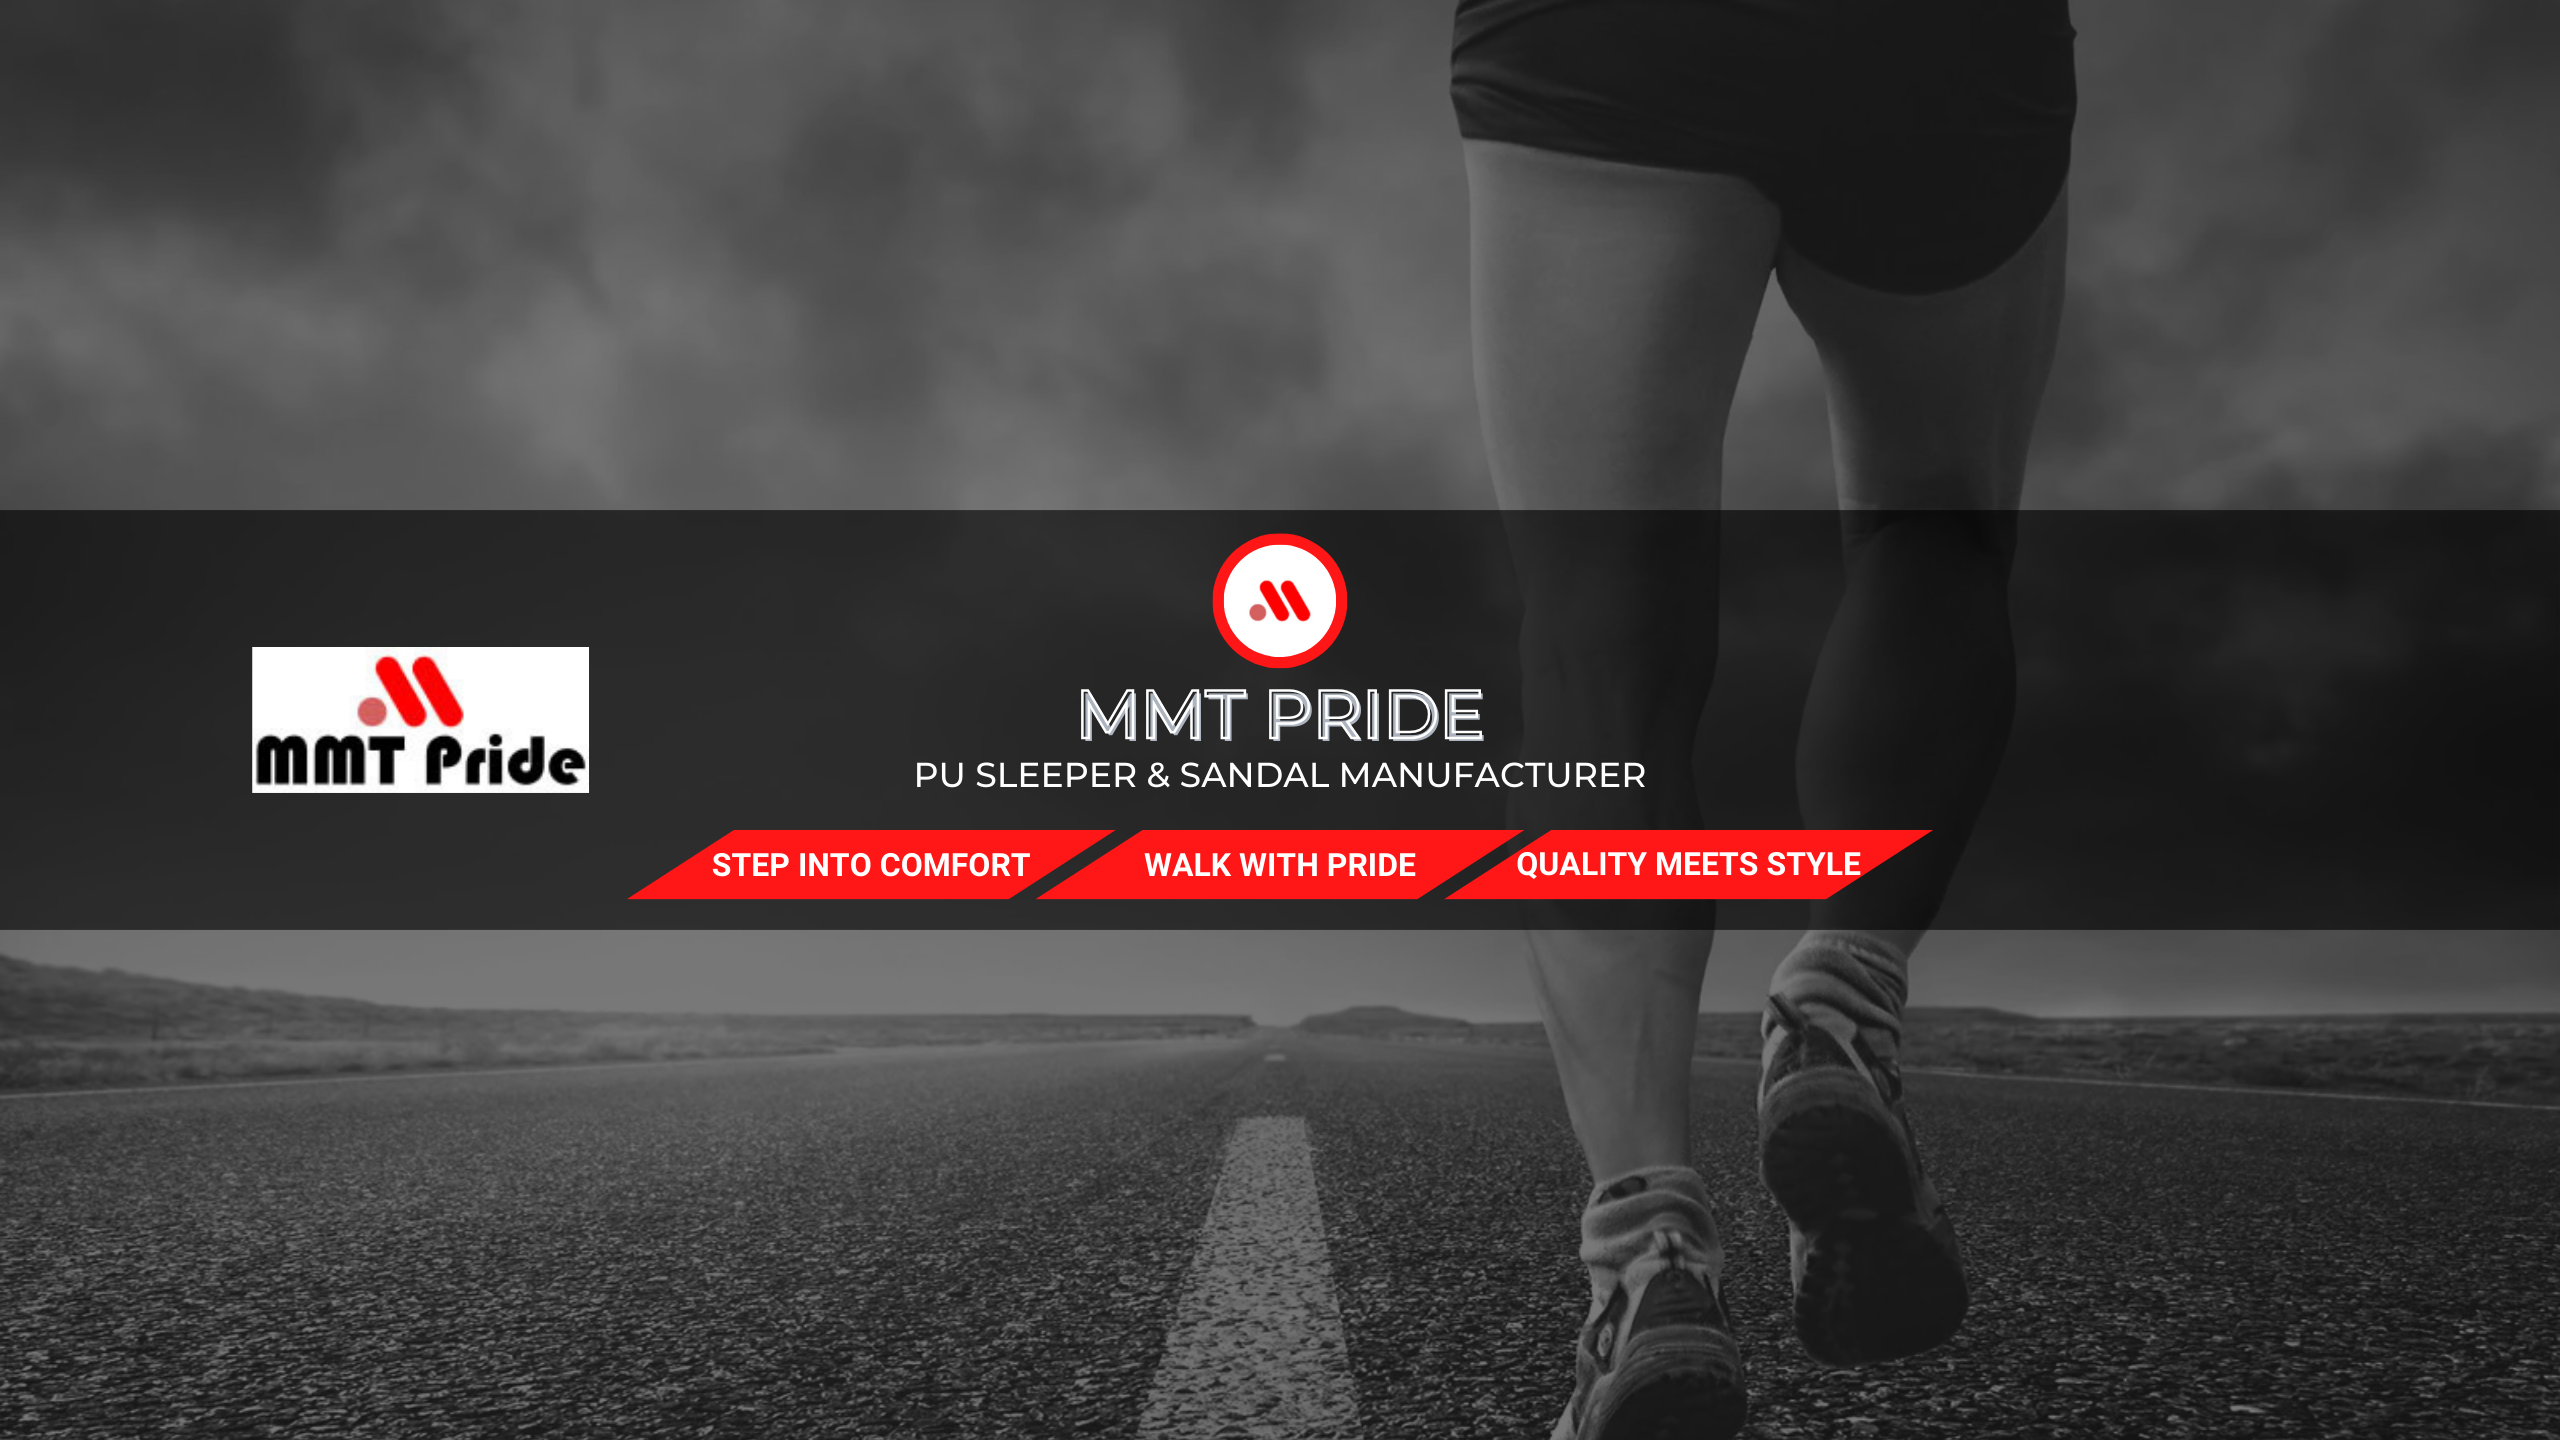 MMT Pride
MMT PRIDE
PU SLEEPER & SANDAL MANUFACTURER
STEP INTO COMFORT
WALK WITH PRIDE
QUALITY MEETS STYLE